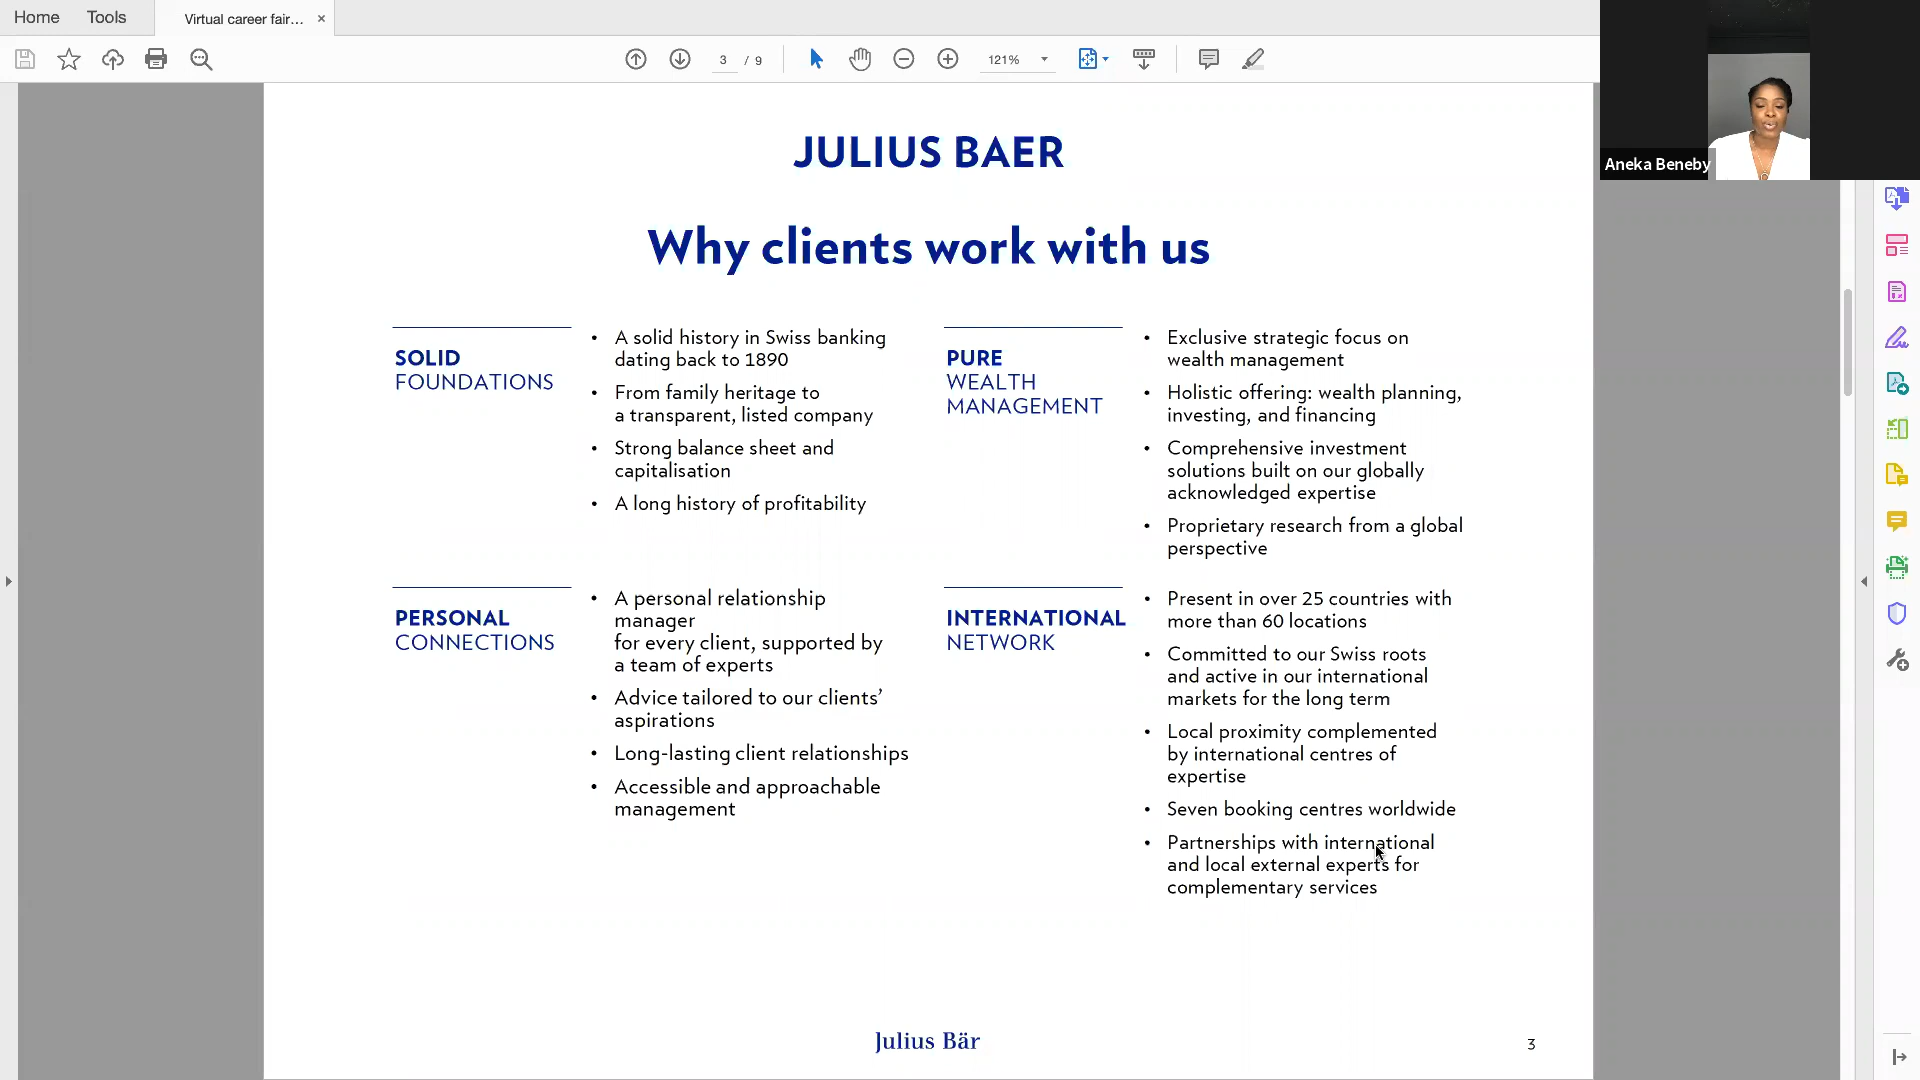 Home
Tools
Virtual career fair...
3 / 9
121%
Aneka Beneby
JULIUS BAER
Why clients work with us
SOLID
FOUNDATIONS
• A solid history in Swiss banking
dating back to 1890
• From family heritage to
a transparent, listed company
• Strong balance sheet and
capitalisation
• A long history of profitability
PURE
WEALTH
MANAGEMENT
• Exclusive strategic focus on
wealth management
• Holistic offering: wealth planning,
investing, and financing
• Comprehensive investment
solutions built on our globally
acknowledged expertise
• Proprietary research from a global
perspective
PERSONAL
CONNECTIONS
• A personal relationship
manager
for every client, supported by
a team of experts
• Advice tailored to our clients’
aspirations
• Long-lasting client relationships
• Accessible and approachable
management
INTERNATIONAL
NETWORK
• Present in over 25 countries with
more than 60 locations
• Committed to our Swiss roots
and active in our international
markets for the long term
• Local proximity complemented
by international centres of
expertise
• Seven booking centres worldwide
• Partnerships with international
and local external experts for
complementary services
Julius Bär
3